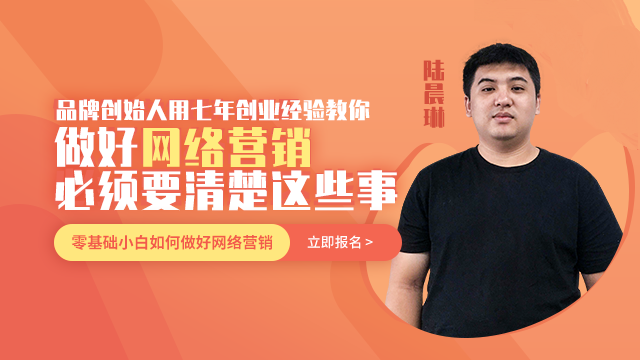 品牌创始人用七年创业经验教你
做好网络营销
必须要清楚这些事
零基础小白如何做好网络营销
立即报名 >
陆晨琳